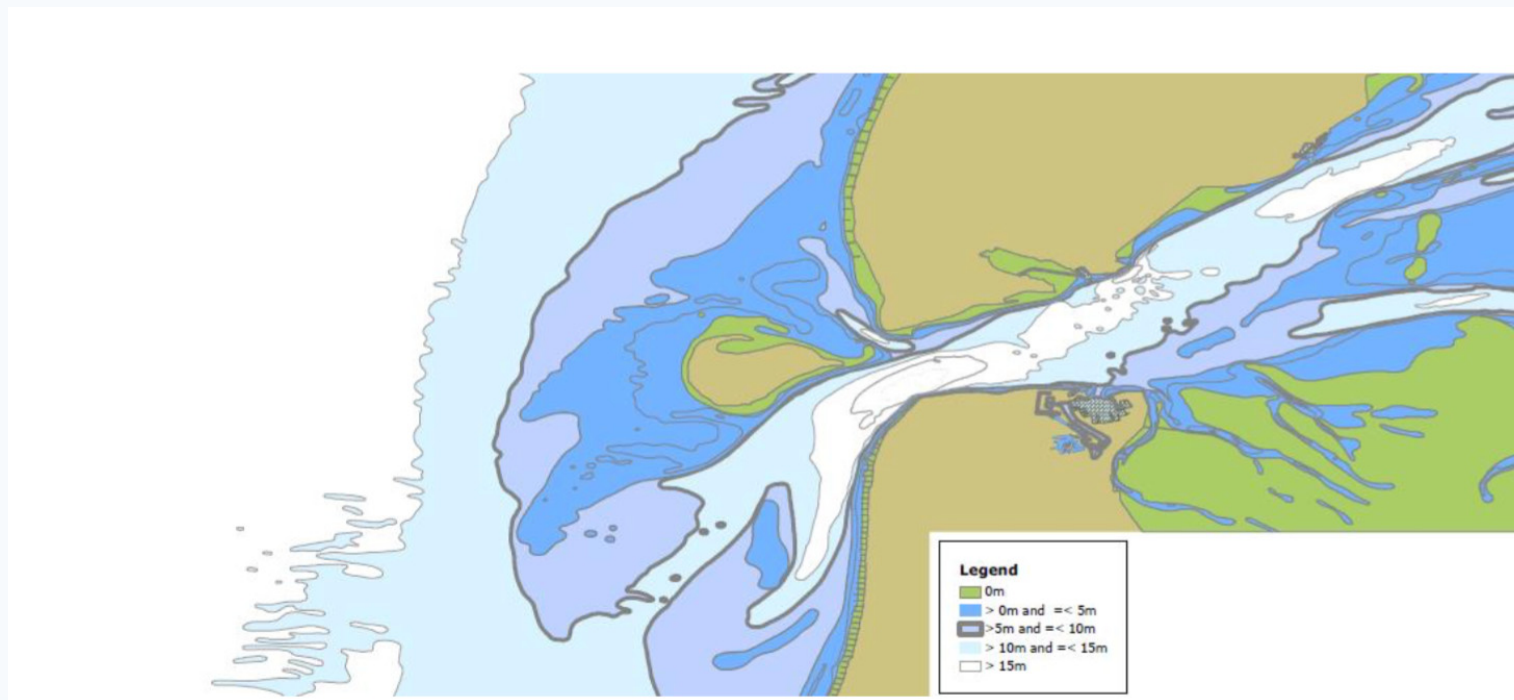 Legend
0m
> 0m and =< 5m
>5m and =< 10m
> 10m and =< 15m
> 15m